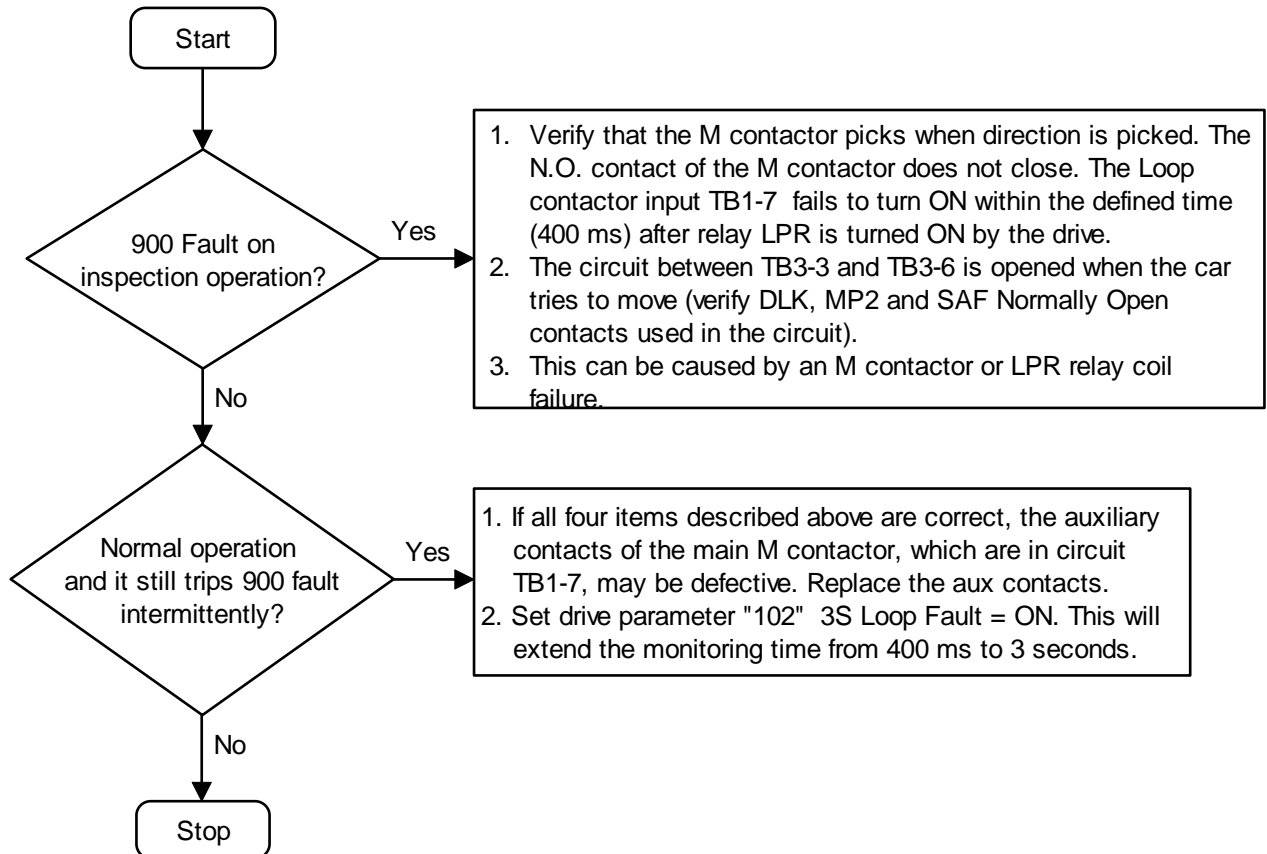 Start
900 Fault on
inspection operation?
Yes
1. Verify that the M contactor picks when direction is picked. The
N.O. contact of the M contactor does not close. The Loop
contactor input TB1-7 fails to turn ON within the defined time
(400 ms) after relay LPR is turned ON by the drive.
2. The circuit between TB3-3 and TB3-6 is opened when the car
tries to move (verify DLK, MP2 and SAF Normally Open
contacts used in the circuit).
3. This can be caused by an M contactor or LPR relay coil
failure.
No
Normal operation
and it still trips 900 fault
intermittently?
Yes
1. If all four items described above are correct, the auxiliary
contacts of the main M contactor, which are in circuit
TB1-7, may be defective. Replace the aux contacts.
2. Set drive parameter "102" 3S Loop Fault = ON. This will
extend the monitoring time from 400 ms to 3 seconds.
No
Stop